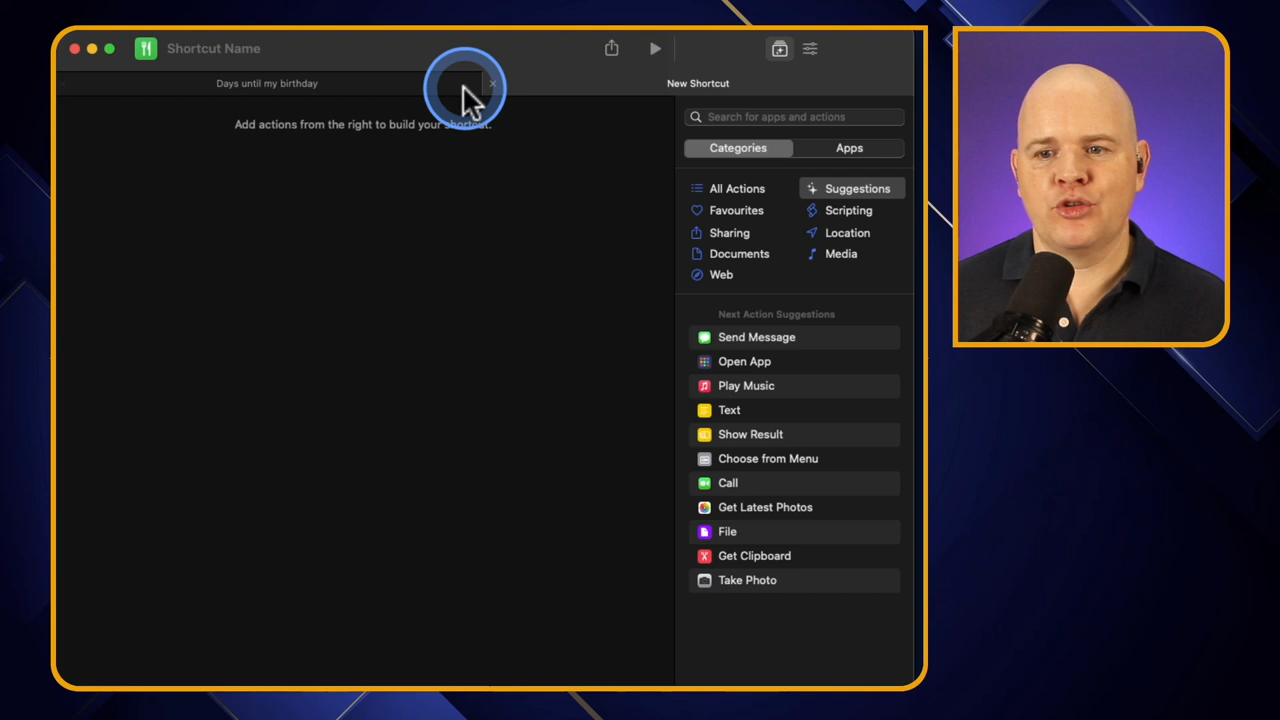 Shortcut Name
Days until my birthday
New Shortcut
Add actions from the right to build your shortcut.
Search for apps and actions
Categories
Apps
All Actions
Suggestions
Favourites
Scripting
Sharing
Location
Documents
Media
Web
Next Action Suggestions
Send Message
Open App
Play Music
Text
Show Result
Choose from Menu
Call
Get Latest Photos
File
Get Clipboard
Take Photo